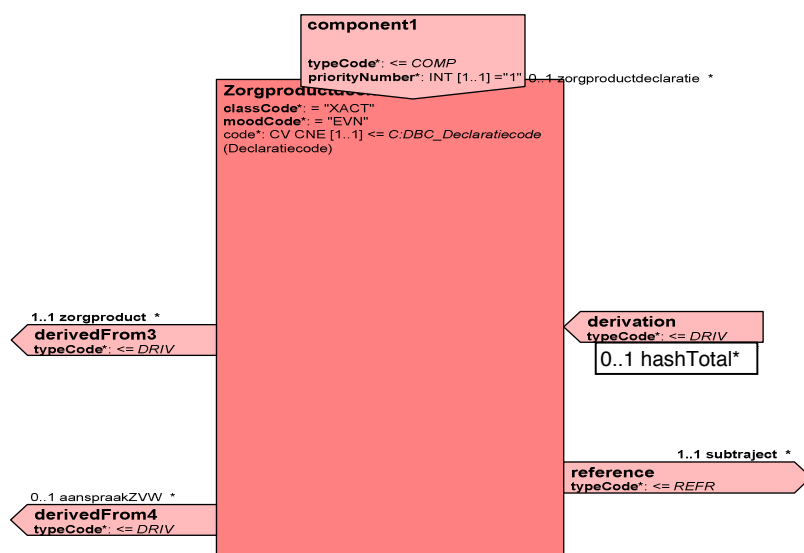 component1
typeCode*: <= COMP
priorityNumber*: INT [1..1] ="1" 0..1 zorgproductdeclaratie *
classCode*: = "XACT"
moodCode*: = "EVN"
code*: CV CNE [1..1] <= C:DBC_Declaratiecode
(Declaratiecode)
1..1 zorgproduct *
derivedFrom3
typeCode*: <= DRIV
derivation
typeCode*: <= DRIV
0..1 hashTotal*
1..1 subtraject *
reference
typeCode*: <= REFR
0..1 aanspraakZVW *
derivedFrom4
typeCode*: <= DRIV